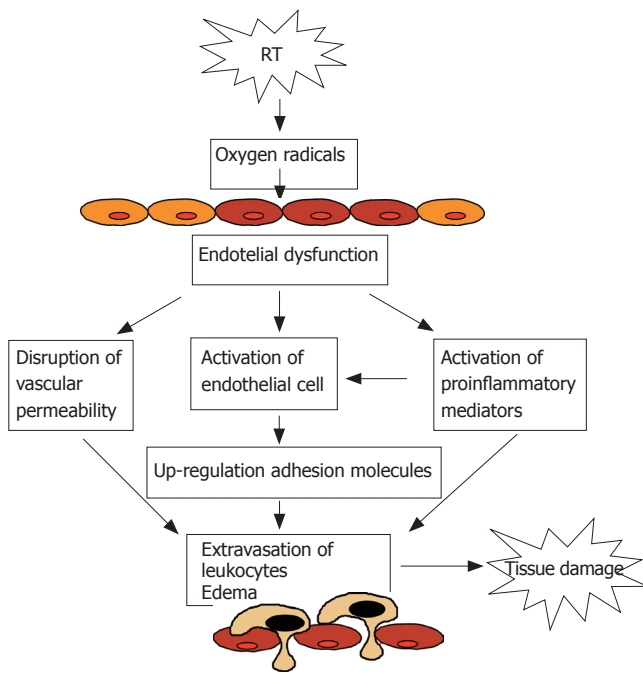 RT
Oxygen radicals
Endotelial dysfunction
Disruption of
vascular
permeability
Activation of
endothelial cell
Activation of
proinflammatory
mediators
Up-regulation adhesion molecules
Extravasation of
leukocytes
Edema
Tissue damage